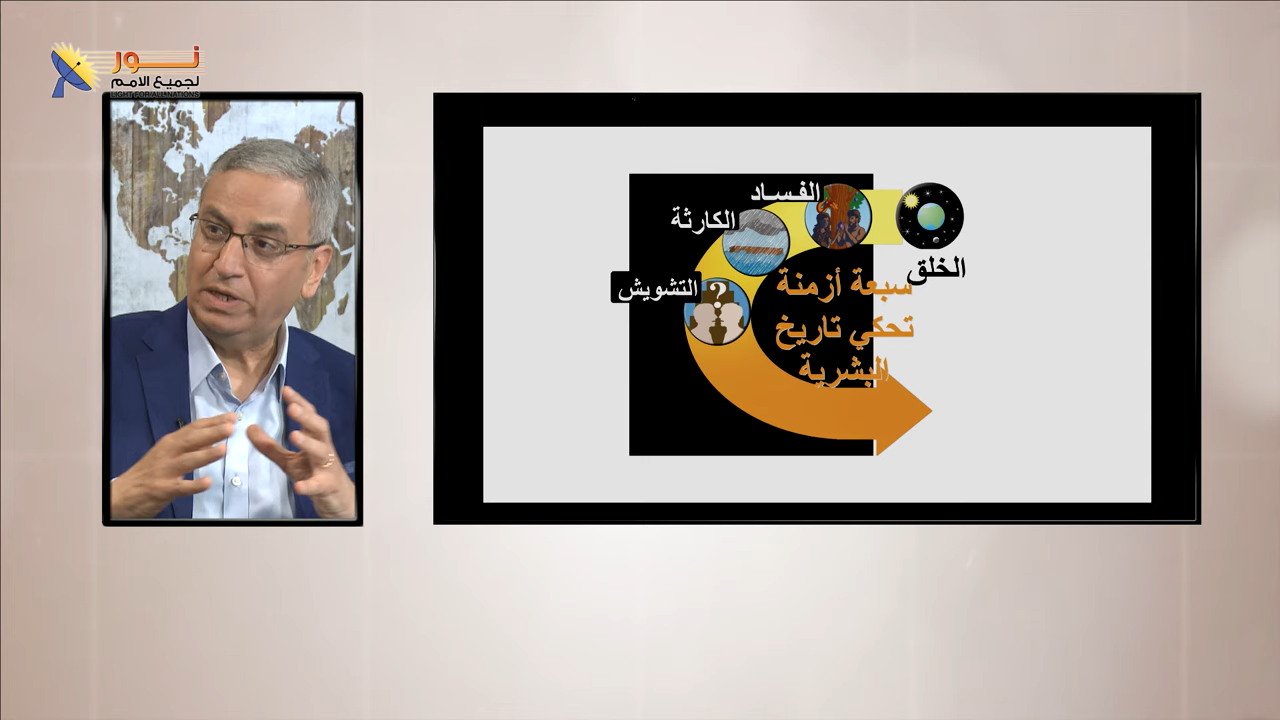 نور
لجميع الامم
LIGHT FOR ALL NATIONS
الفساد
الكارثة
الخلق
التشويش
?
سبعة أزمنة
تحكي تاريخ
البشرية